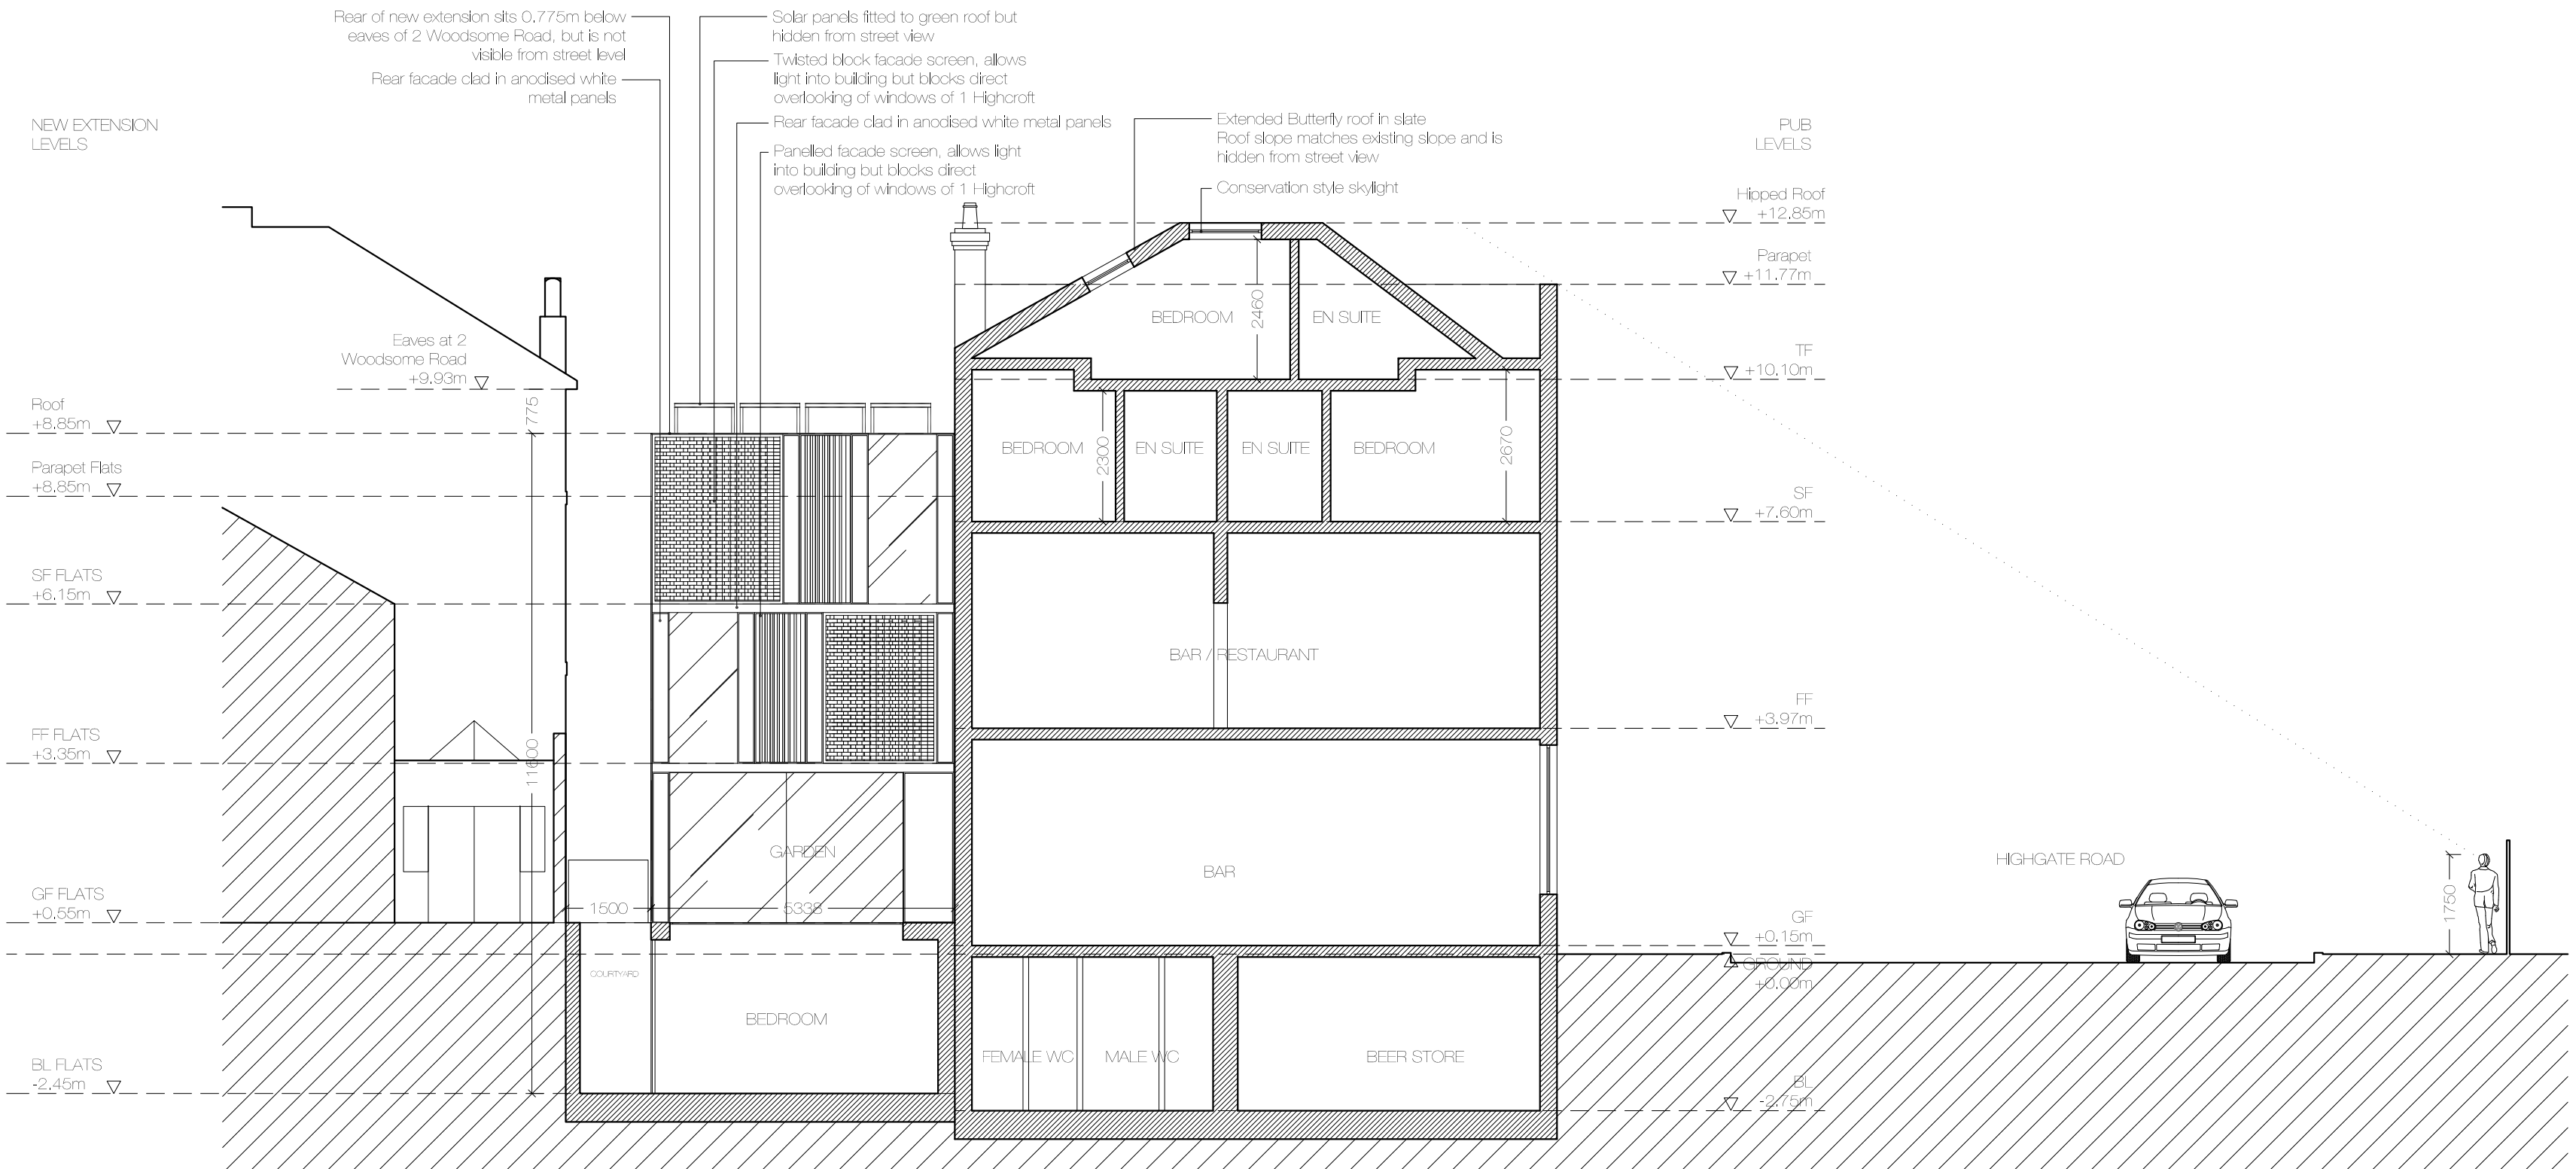 Rear of new extension sits 0.775m below
eaves of 2 Woodsome Road, but is not
visible from street level
Rear facade clad in anodised white
metal panels
Solar panels fitted to green roof but
hidden from street view
Twisted block facade screen, allows
light into building but blocks direct
overlooking of windows of 1 Highcroft
Rear facade clad in anodised white metal panels
Panelled facade screen, allows light
into building but blocks direct
overlooking of windows of 1 Highcroft
Extended Butterfly roof in slate
Roof slope matches existing slope and is
hidden from street view
Conservation style skylight
NEW EXTENSION
LEVELS
Eaves at 2
Woodsome Road
+9.93m
Roof
+8.85m
Parapet Flats
+8.85m
SF FLATS
+6.15m
FF FLATS
+3.35m
GF FLATS
+0.55m
BL FLATS
-2.45m
775
11600
1500
5338
GARDEN
COURTYARD
BEDROOM
BEDROOM
2460
EN SUITE
BEDROOM
2300
EN SUITE
EN SUITE
BEDROOM
2670
BAR / RESTAURANT
BAR
FEMALE WC
MALE WC
BEER STORE
PUB
LEVELS
Hipped Roof
+12.85m
Parapet
+11.77m
TF
+10.10m
SF
+7.60m
FF
+3.97m
GF
+0.15m
GROUND
+0.00m
BL
-2.75m
HIGHGATE ROAD
1750